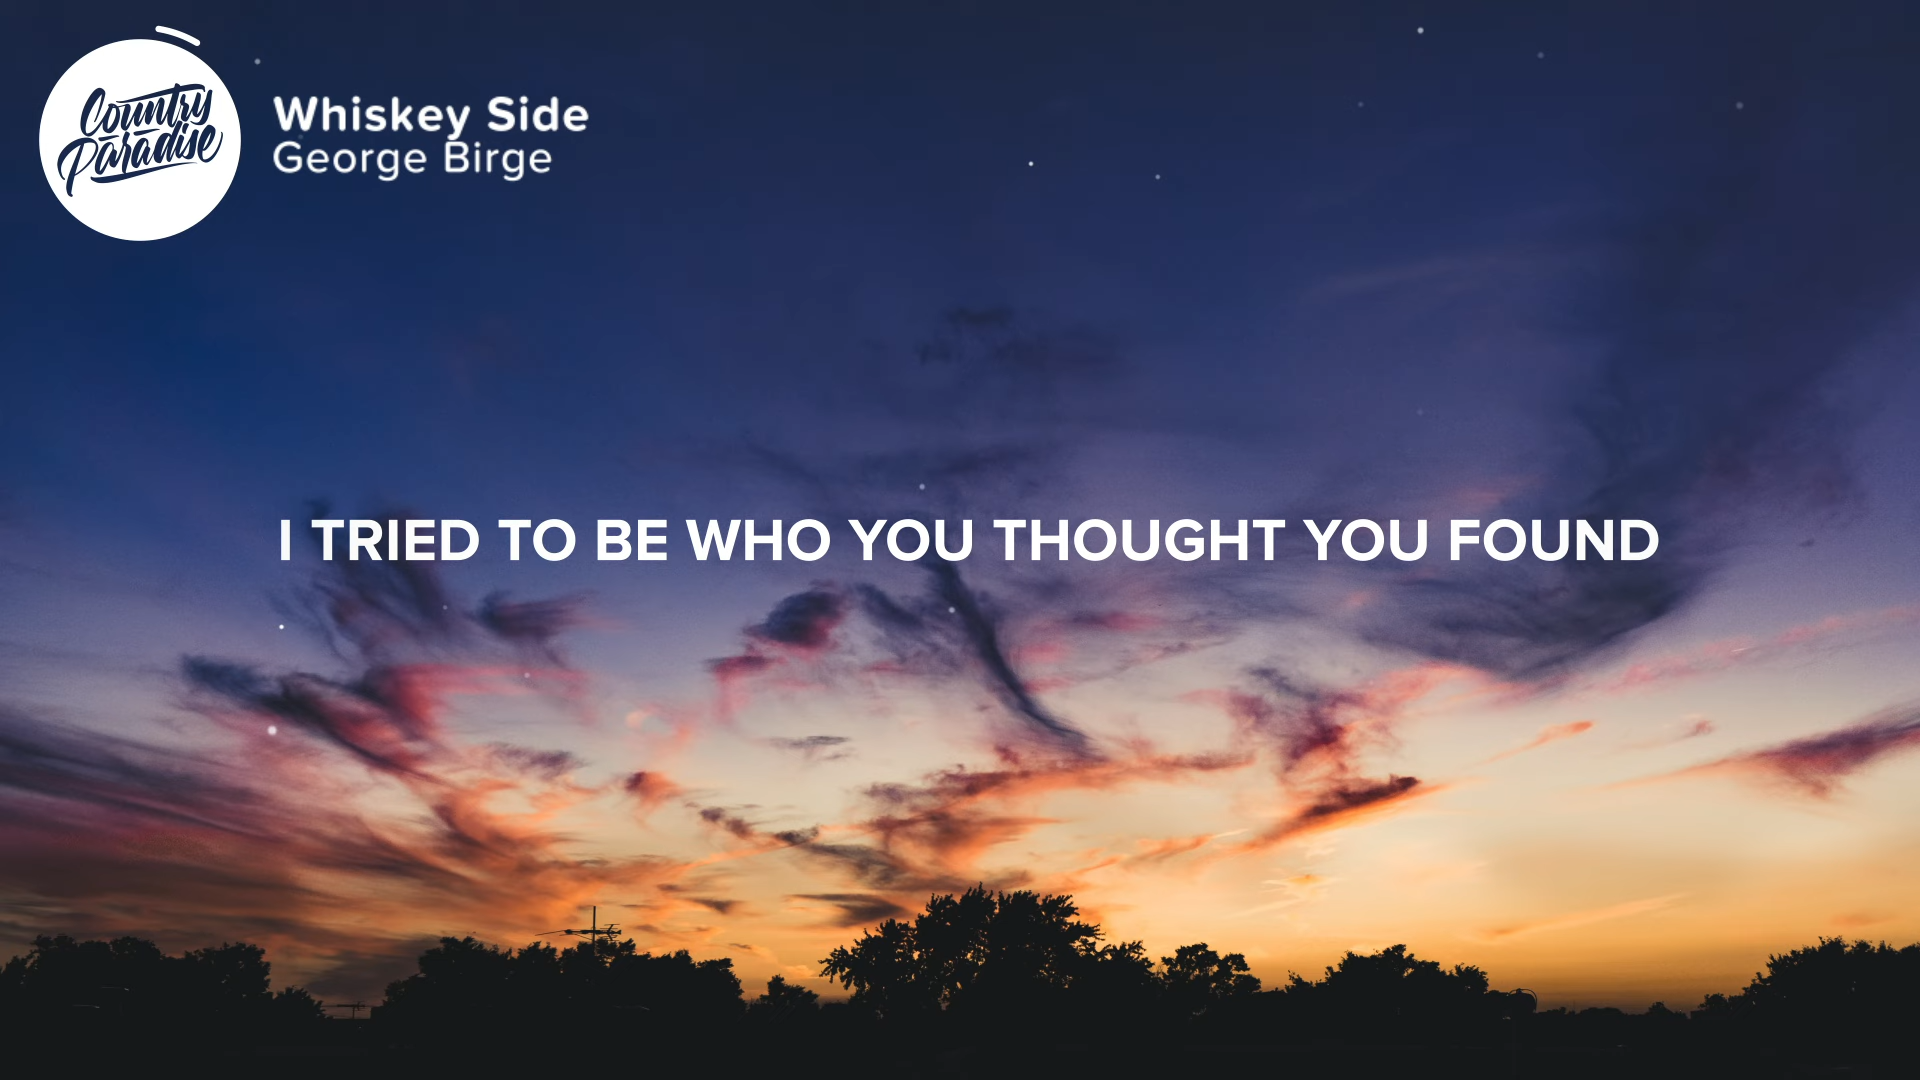 Country
Paradise
Whiskey Side
George Birge
I TRIED TO BE WHO YOU THOUGHT YOU FOUND